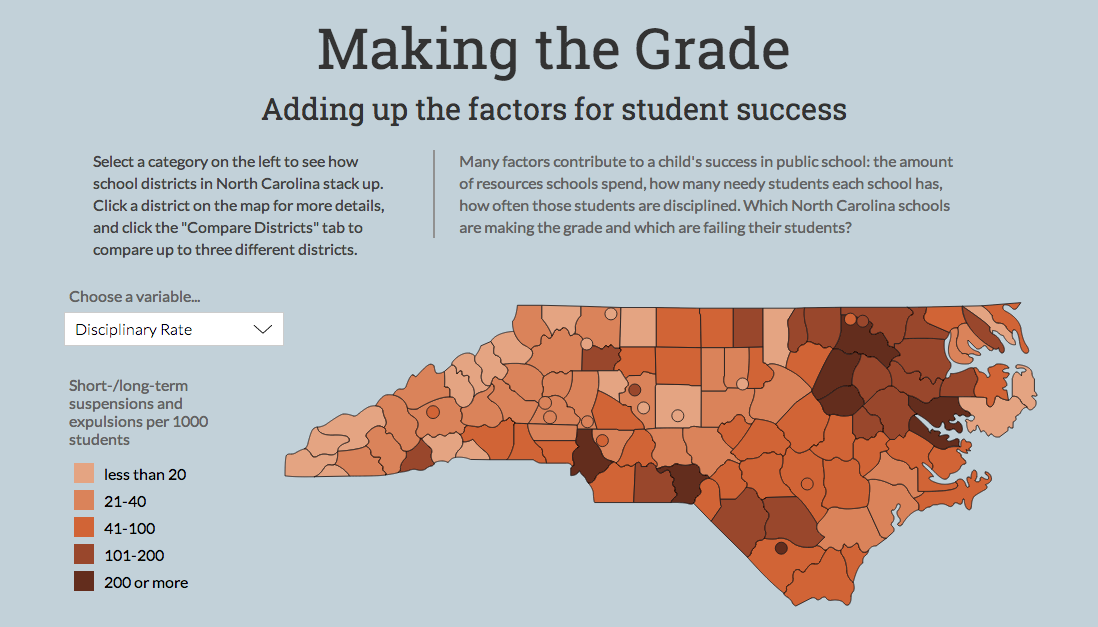 Making the Grade
Adding up the factors for student success
Select a category on the left to see how
school districts in North Carolina stack up.
Click a district on the map for more details,
and click the "Compare Districts" tab to
compare up to three different districts.
Many factors contribute to a child's success in public school: the amount
of resources schools spend, how many needy students each school has,
how often those students are disciplined. Which North Carolina schools
are making the grade and which are failing their students?
Choose a variable...
Disciplinary Rate
Short-/long-term
suspensions and
expulsions per 1000
students
less than 20
21-40
41-100
101-200
200 or more